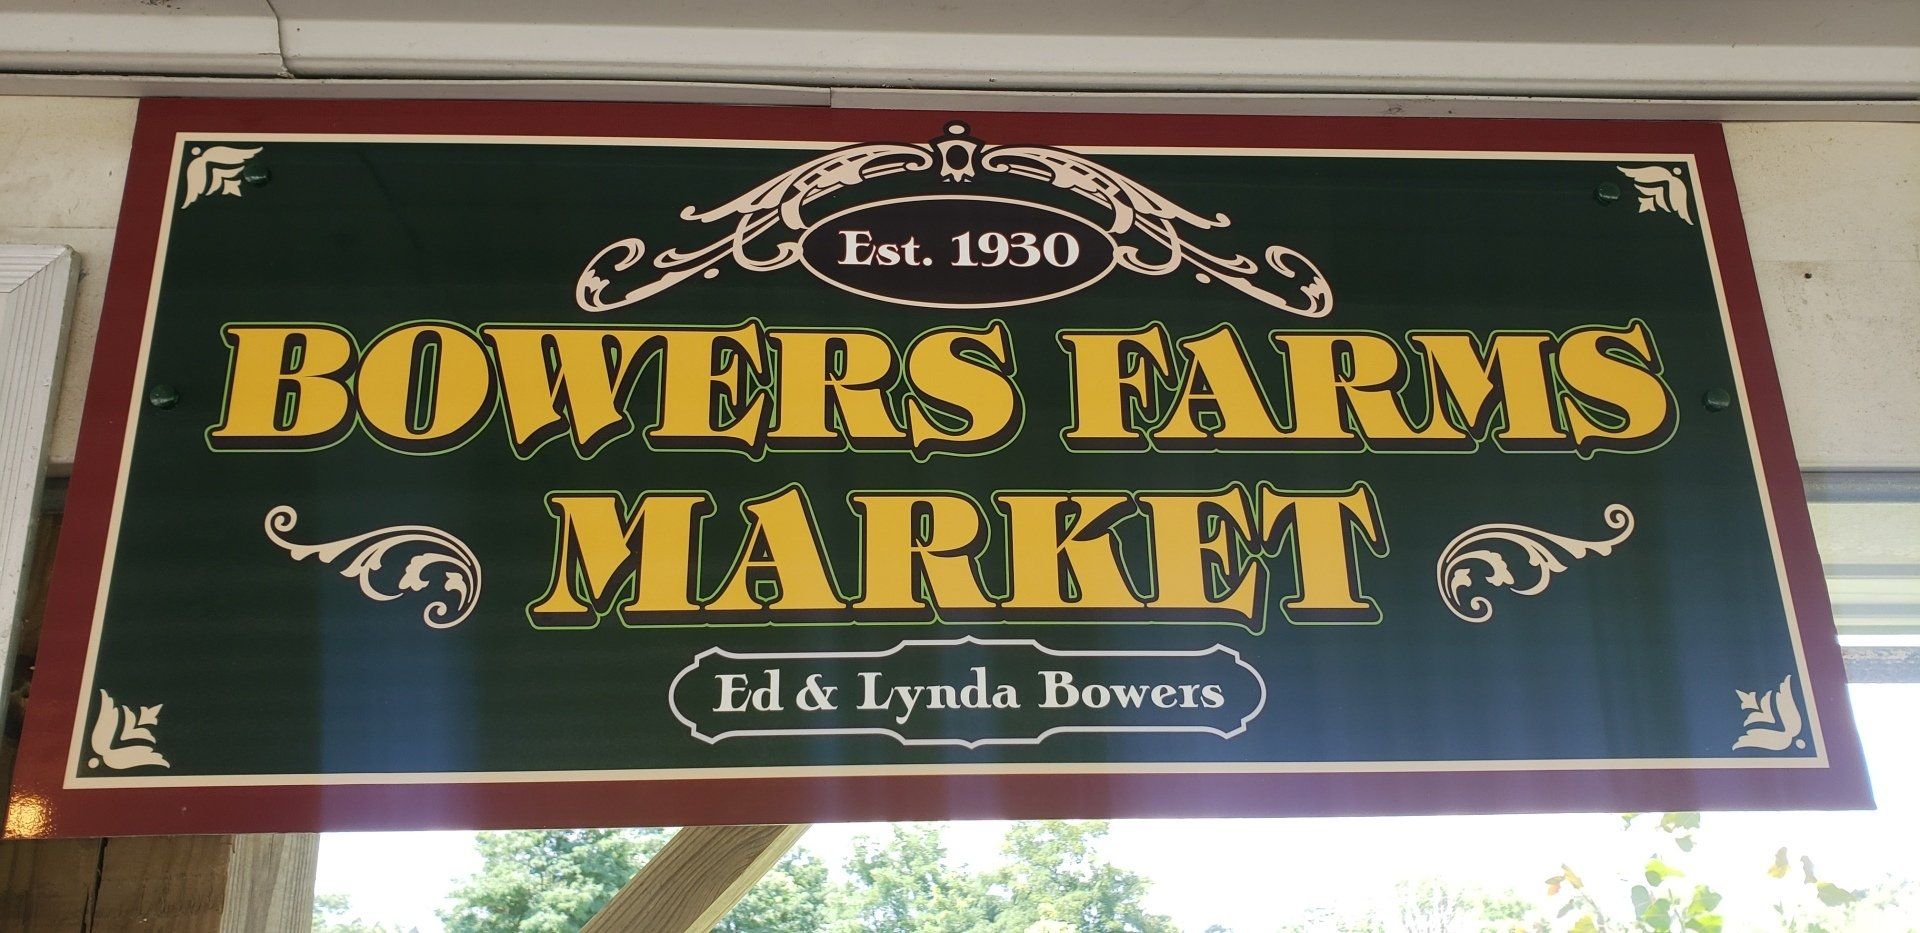 Est. 1930
BOWERS FARMS
MARKET
Ed & Lynda Bowers